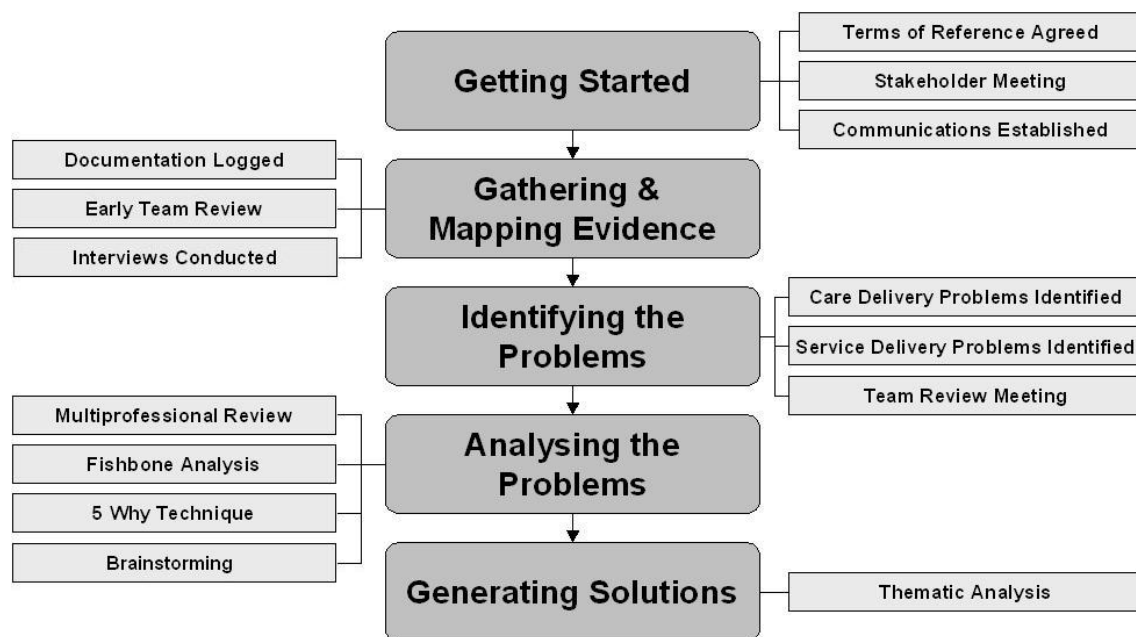 Getting Started
Terms of Reference Agreed
Stakeholder Meeting
Communications Established
Documentation Logged
Early Team Review
Interviews Conducted
Gathering &
Mapping Evidence
Identifying the
Problems
Care Delivery Problems Identified
Service Delivery Problems Identified
Team Review Meeting
Multiprofessional Review
Fishbone Analysis
5 Why Technique
Brainstorming
Analysing the
Problems
Generating Solutions
Thematic Analysis